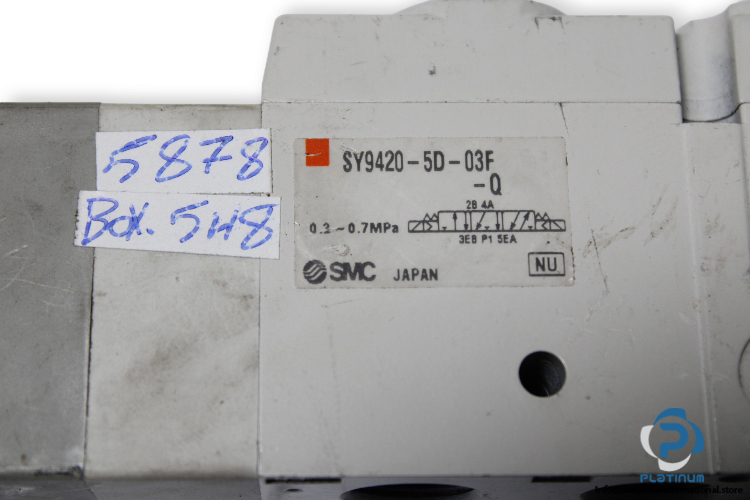 5878
Box. 548
SY9420-5D-03F
-Q
2B 4A
0.2~0.7MPa
3EB P1 5EA
SMC JAPAN
NU
PLATINUM